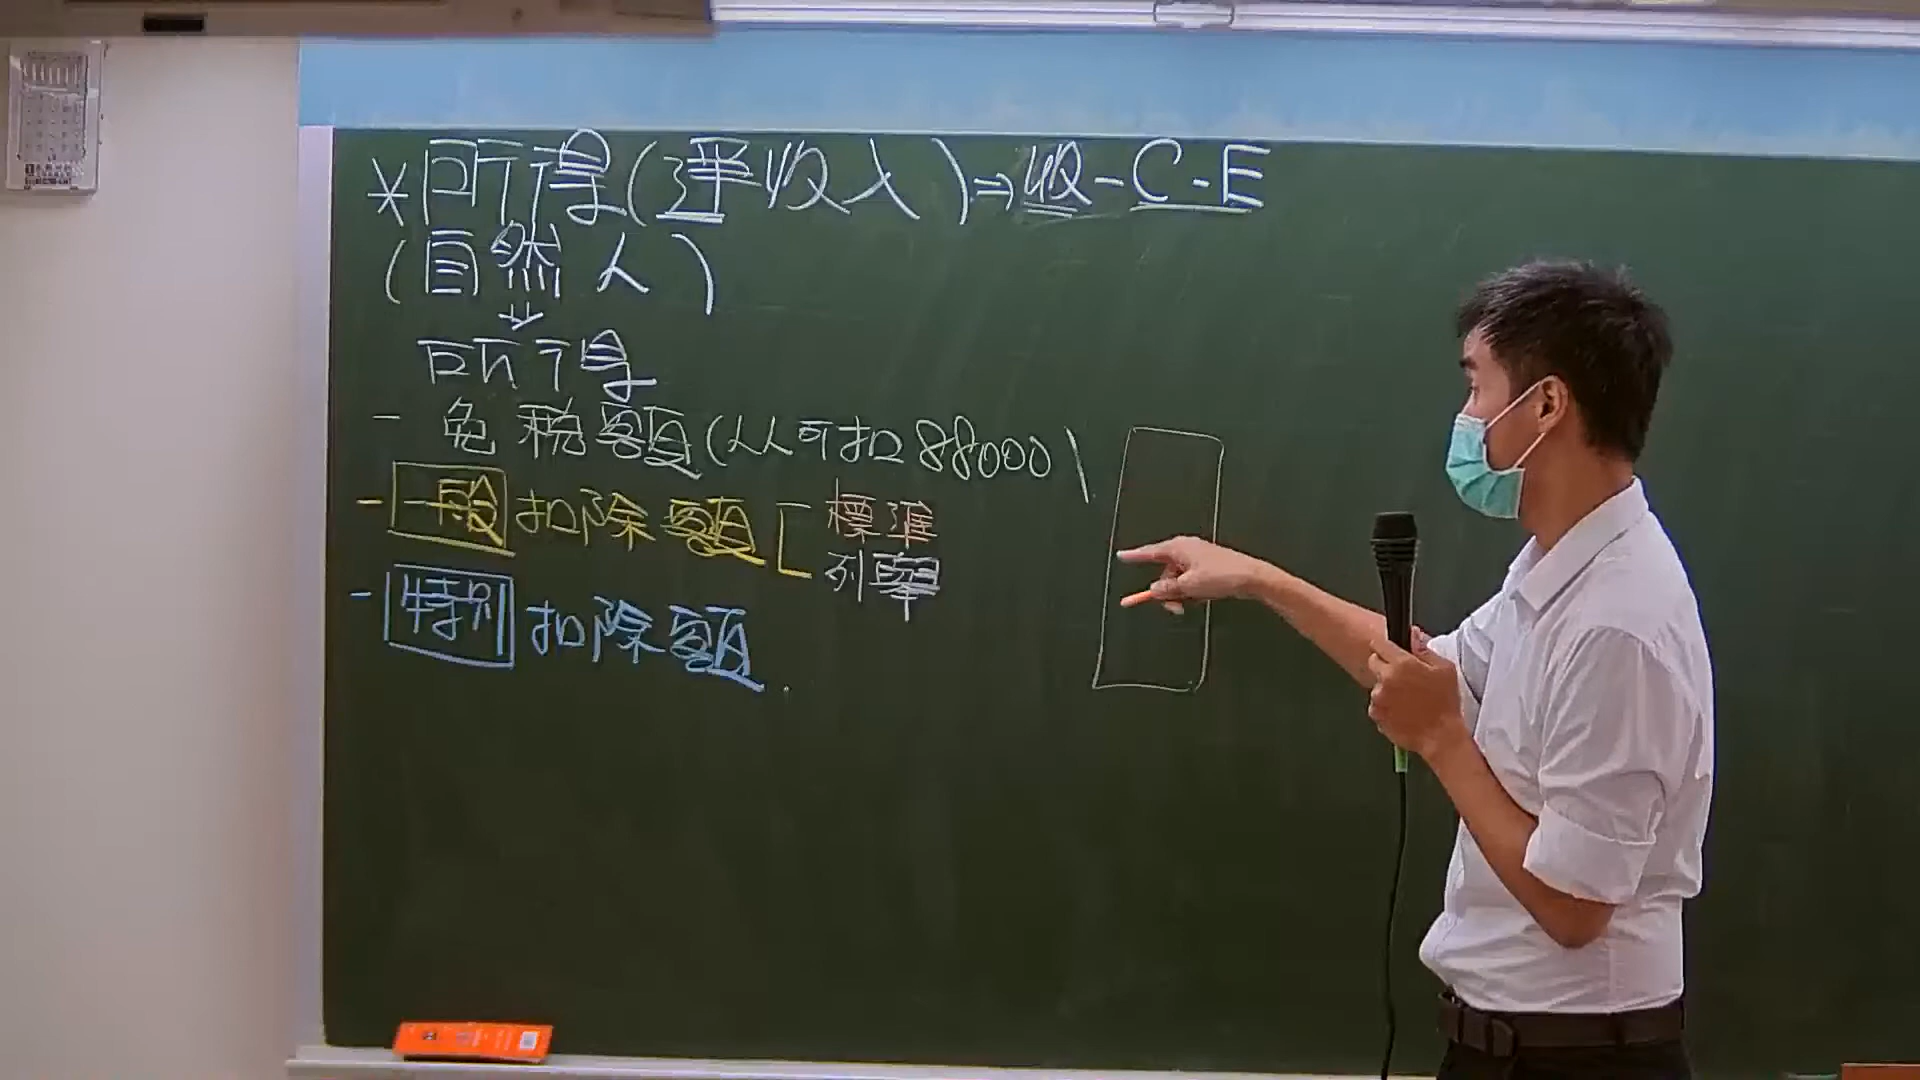 *所得(淨收入)⇒收-C-E
(自然人)
↓
所得
- 免稅額(人人可扣88000)
- 一般 扣除額 [ 標準
列舉
- 特別 扣除額